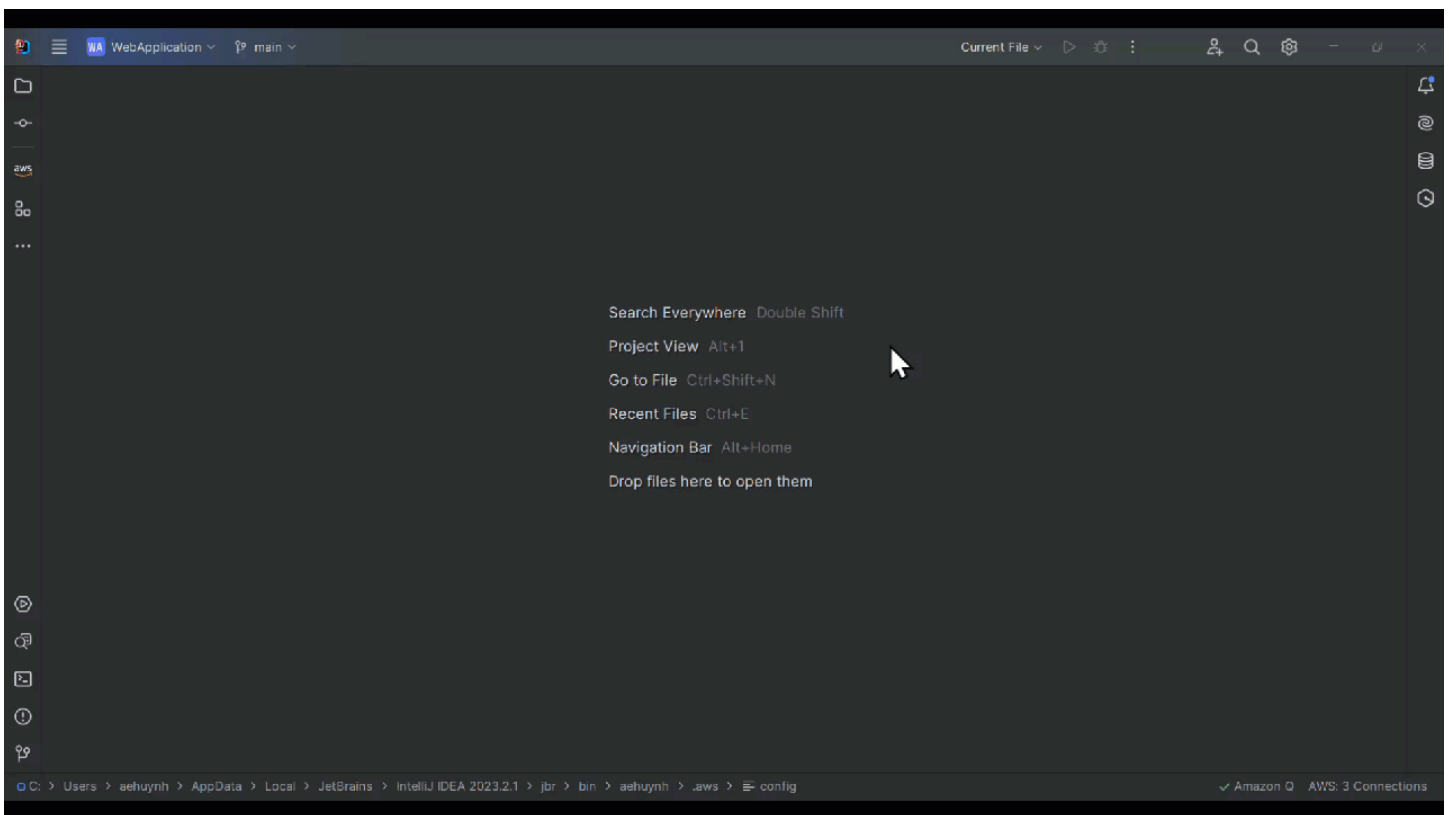 WA WebApplication main Current File
aws
Search Everywhere Double Shift
Project View Alt+1
Go to File Ctrl+Shift+N
Recent Files Ctrl+E
Navigation Bar Alt+Home
Drop files here to open them
C: > Users > aehuynh > AppData > Local > JetBrains > IntelliJ IDEA 2023.2.1 > jbr > bin > aehuynh > .aws > config Amazon Q AWS: 3 Connections